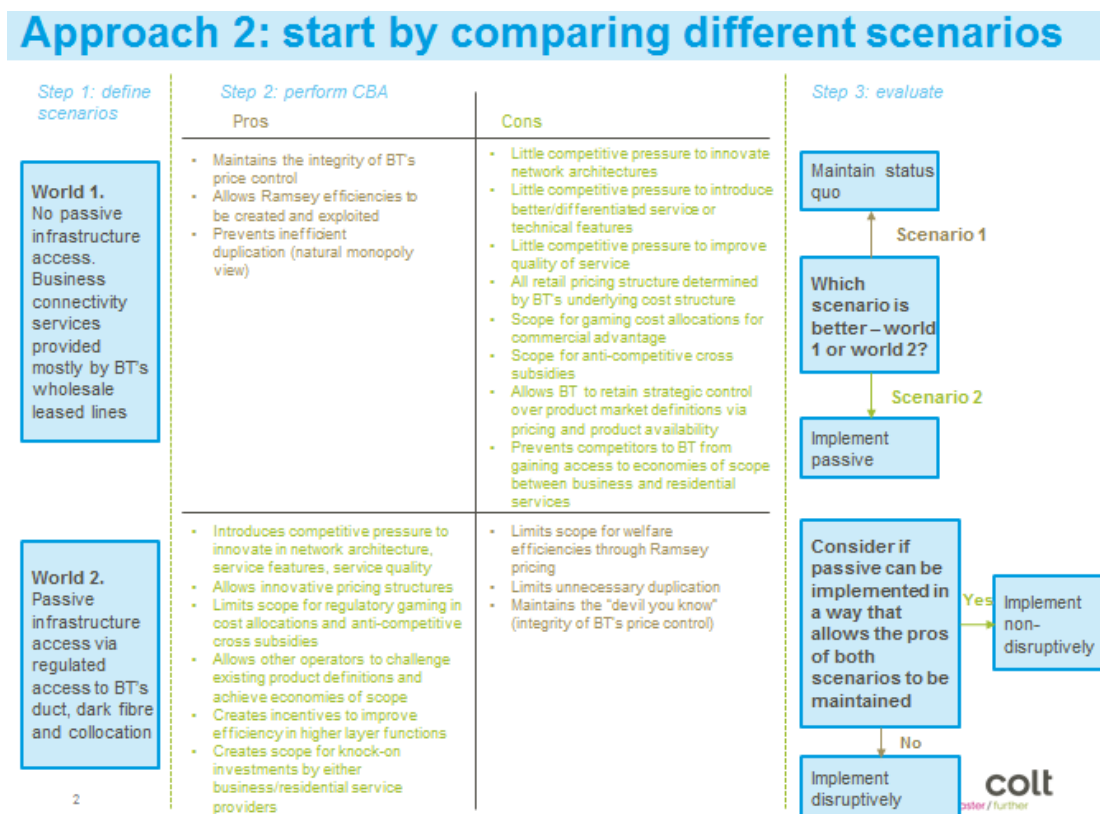 Approach 2: start by comparing different scenarios
Step 1: define
scenarios
Step 2: perform CBA
Step 3: evaluate
Pros
Cons
World 1.
No passive
infrastructure
access.
Business
connectivity
services
provided
mostly by BT's
wholesale
leased lines
• Maintains the integrity of BT's
price control
• Allows Ramsey efficiencies to
be created and exploited
• Prevents inefficient
duplication (natural monopoly
view)
• Little competitive pressure to innovate
network architectures
• Little competitive pressure to introduce
better/differentiated service or
technical features
• Little competitive pressure to improve
quality of service
• All retail pricing structure determined
by BT's underlying cost structure
• Scope for gaming cost allocations for
commercial advantage
• Scope for anti-competitive cross
subsidies
• Allows BT to retain strategic control
over product market definitions via
pricing and product availability
• Prevents competitors to BT from
gaining access to economies of scope
between business and residential
services
Maintain status
quo
Scenario 1
Which
scenario is
better – world
1 or world 2?
Scenario 2
Implement
passive
World 2.
Passive
infrastructure
access via
regulated
access to BT's
duct, dark fibre
and collocation
• Introduces competitive pressure to
innovate in network architecture,
service features, service quality
• Allows innovative pricing structures
• Limits scope for regulatory gaming in
cost allocations and anti-competitive
cross subsidies
• Allows other operators to challenge
existing product definitions and
achieve economies of scope
• Creates incentives to improve
efficiency in higher layer functions
• Creates scope for knock-on
investments by either
business/residential service
providers
• Limits scope for welfare
efficiencies through Ramsey
pricing
• Limits unnecessary duplication
• Maintains the "devil you know"
(integrity of BT's price control)
Consider if
passive can be
implemented in
a way that
allows the pros
of both
scenarios to be
maintained
Yes
Implement
non-
disruptively
No
Implement
disruptively
2
colt
/ further